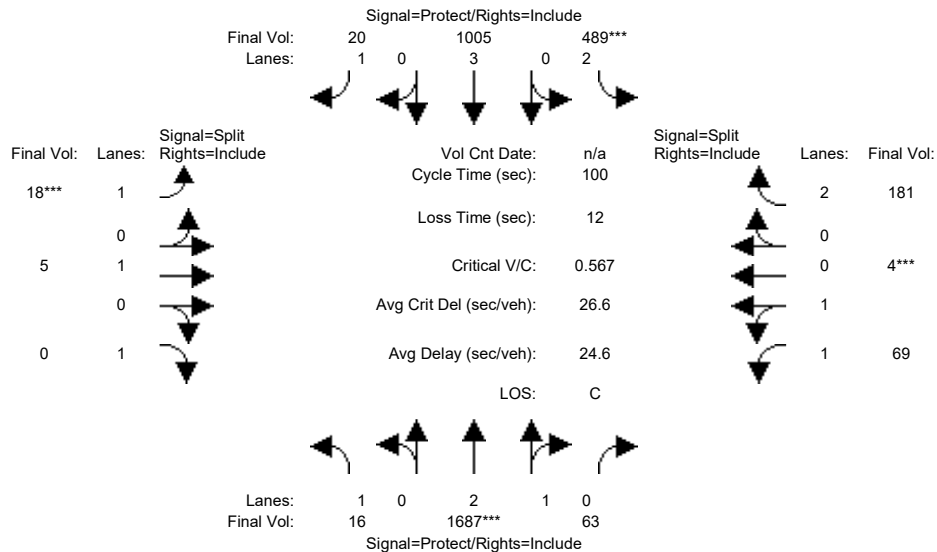 Signal=Protect/Rights=Include
Final Vol: 20 1005 489***
Lanes: 1 0 3 0 2
Signal=Split Signal=Split
Final Vol: Lanes: Rights=Include Vol Cnt Date: n/a Rights=Include Lanes: Final Vol:
Cycle Time (sec): 100
18*** 1 2 181
Loss Time (sec): 12
0 0
5 1 Critical V/C: 0.567 0 4***
0 Avg Crit Del (sec/veh): 26.6 1
0 1 Avg Delay (sec/veh): 24.6 1 69
LOS: C
Lanes: 1 0 2 1 0
Final Vol: 16 1687*** 63
Signal=Protect/Rights=Include